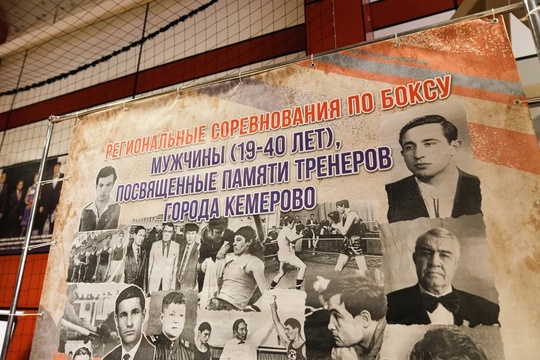 РЕГИОНАЛЬНЫЕ СОРЕВНОВАНИЯ ПО БОКСУ
МУЖЧИНЫ (19-40 ЛЕТ),
ПОСВЯЩЕННЫЕ ПАМЯТИ ТРЕНЕРОВ
ГОРОДА КЕМЕРОВО